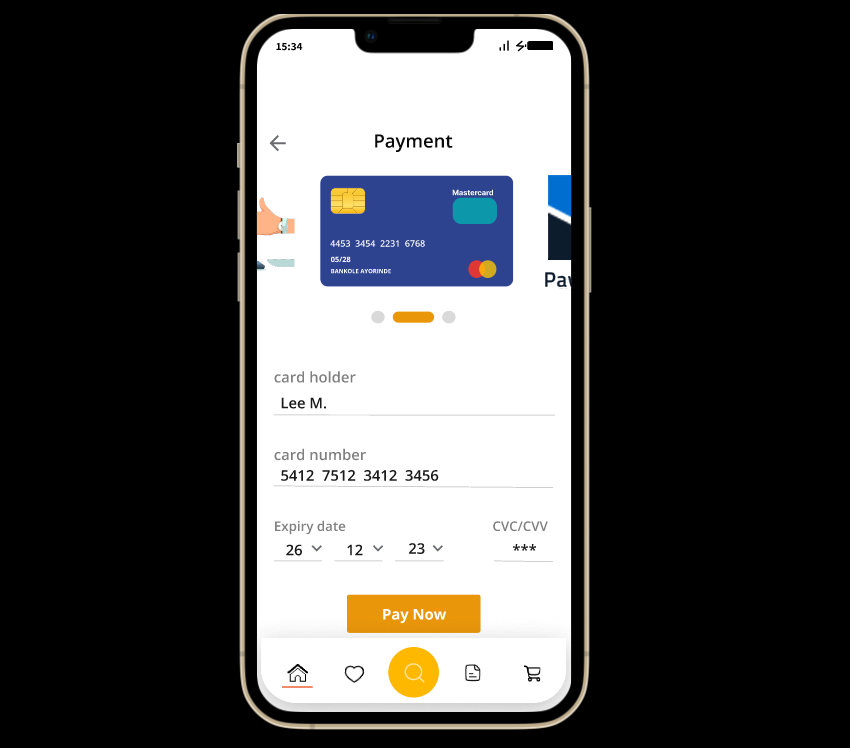 15:34
Payment
Mastercard
4453 3454 2231 6768
05/28
BANKOLE AYORINDE
card holder
Lee M.
card number
5412 7512 3412 3456
Expiry date
CVC/CVV
26
12
23
***
Pay Now